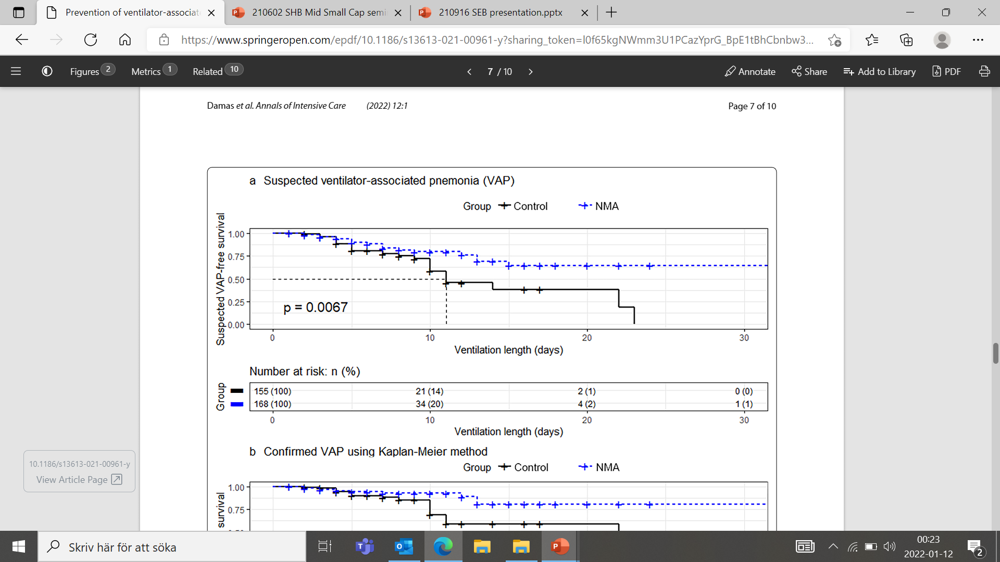 Prevention of ventilator-associat
210602 SHB Mid Small Cap semi
210916 SEB presentation.pptx
https://www.springeropen.com/epdf/10.1186/s13613-021-00961-y?sharing_token=l0f65kgNWmm3U1PCazYprG_BpE1tBhCbnbw3...
Figures 2
Metrics 1
Related 10
7 / 10
Annotate
Share
Add to Library
PDF
Damas et al. Annals of Intensive Care (2022) 12:1
Page 7 of 10
a Suspected ventilator-associated pnemonia (VAP)
Group Control NMA
Suspected VAP-free survival
1.00
0.75
0.50
0.25
0.00
p = 0.0067
0 10 20 30
Ventilation length (days)
Number at risk: n (%)
Group
155 (100) 21 (14) 2 (1) 0 (0)
168 (100) 34 (20) 4 (2) 1 (1)
0 10 20 30
Ventilation length (days)
b Confirmed VAP using Kaplan-Meier method
Group Control NMA
survival
1.00
0.75
10.1186/s13613-021-00961-y
View Article Page
Skriv här för att söka
00:23
2022-01-12
2